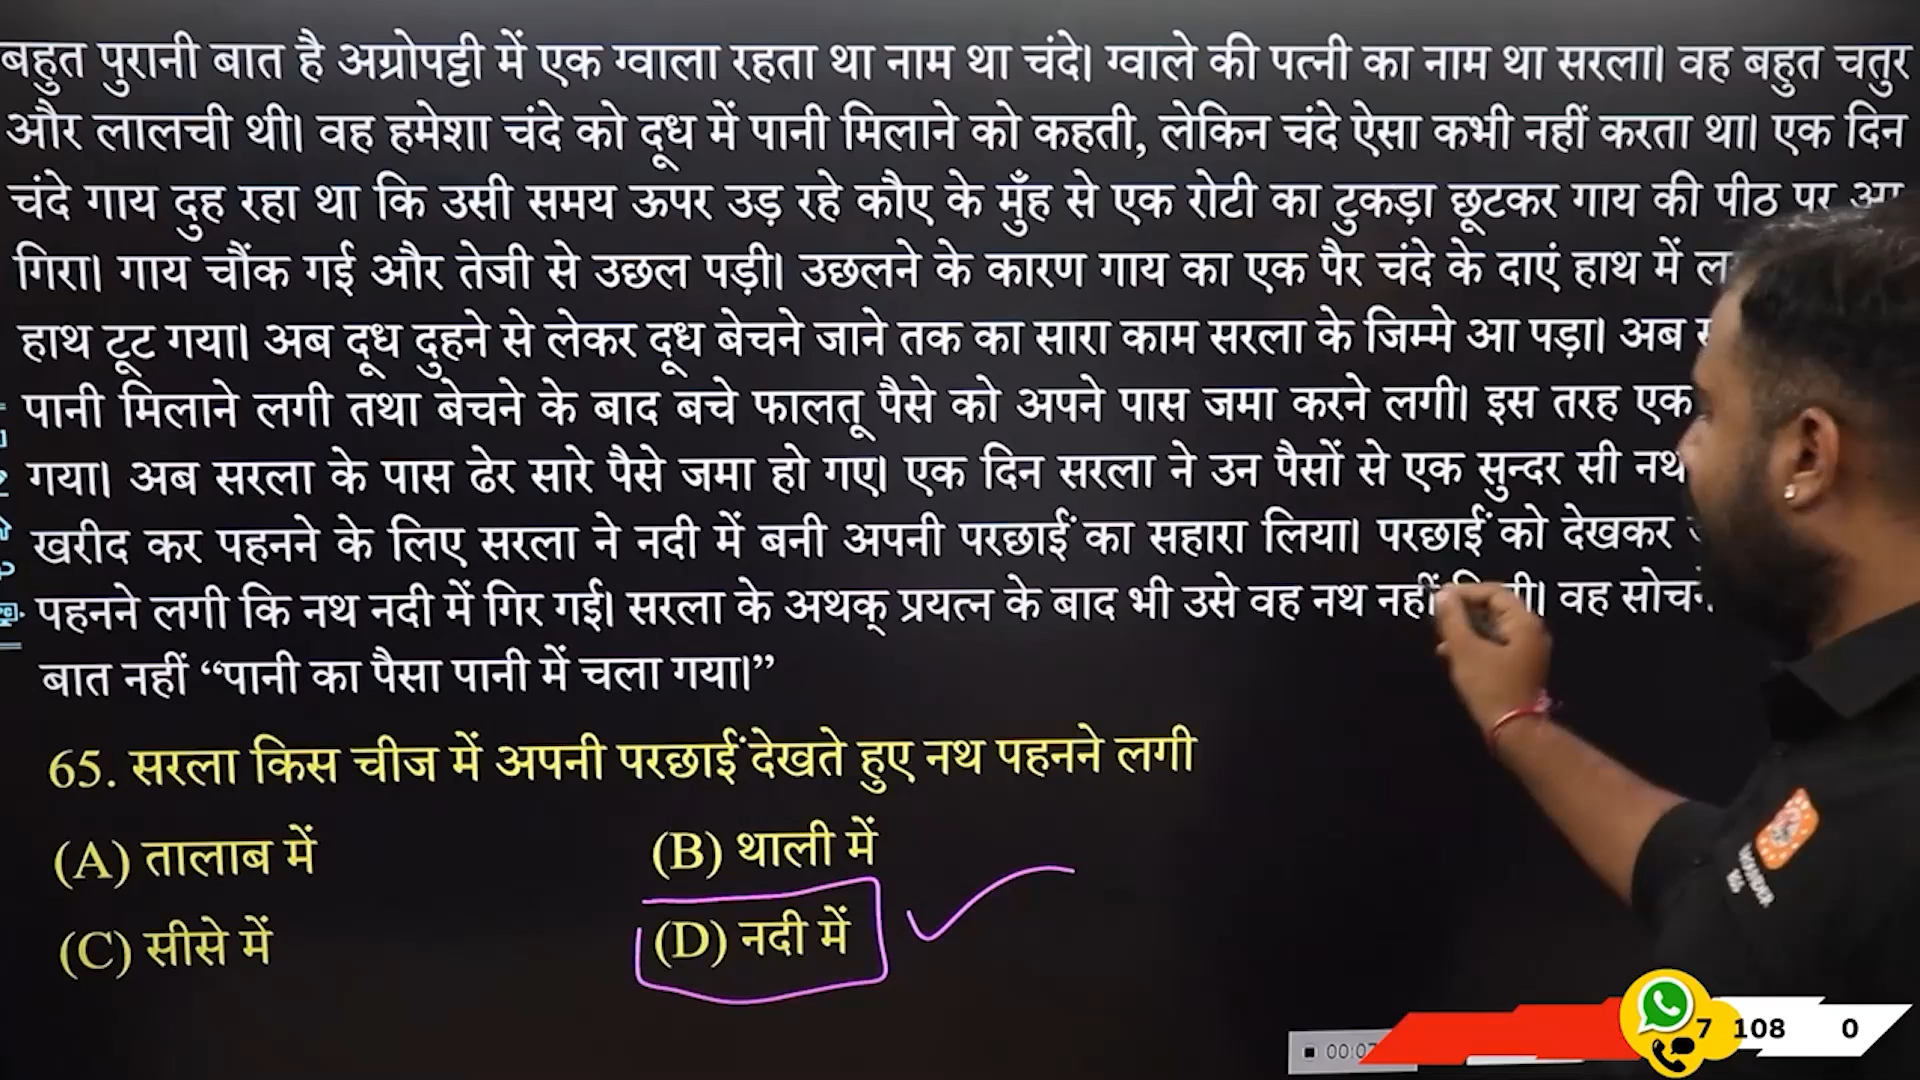 बहुत पुरानी बात है अग्रोपट्टी में एक ग्वाला रहता था नाम था चंदे। ग्वाले की पत्नी का नाम था सरला। वह बहुत चतुर
और लालची थी। वह हमेशा चंदे को दूध में पानी मिलाने को कहती, लेकिन चंदे ऐसा कभी नहीं करता था। एक दिन
चंदे गाय दुह रहा था कि उसी समय ऊपर उड़ रहे कौए के मुँह से एक रोटी का टुकड़ा छूटकर गाय की पीठ पर आ
गिरा। गाय चौंक गई और तेजी से उछल पड़ी। उछलने के कारण गाय का एक पैर चंदे के दाएं हाथ में
हाथ टूट गया। अब दूध दुहने से लेकर दूध बेचने जाने तक का सारा काम सरला के जिम्मे आ पड़ा। अब
पानी मिलाने लगी तथा बेचने के बाद बचे फालतू पैसे को अपने पास जमा करने लगी। इस तरह एक
गया। अब सरला के पास ढेर सारे पैसे जमा हो गए। एक दिन सरला ने उन पैसों से एक सुन्दर सी नथ
खरीद कर पहनने के लिए सरला ने नदी में बनी अपनी परछाईं का सहारा लिया। परछाईं को देखकर
पहनने लगी कि नथ नदी में गिर गई। सरला के अथक् प्रयत्न के बाद भी उसे वह नथ नहीं वह
बात नहीं “पानी का पैसा पानी में चला गया।”
65. सरला किस चीज में अपनी परछाईं देखते हुए नथ पहनने लगी
(A) तालाब में (B) थाली में
(C) सीसे में (D) नदी में
7 108 0